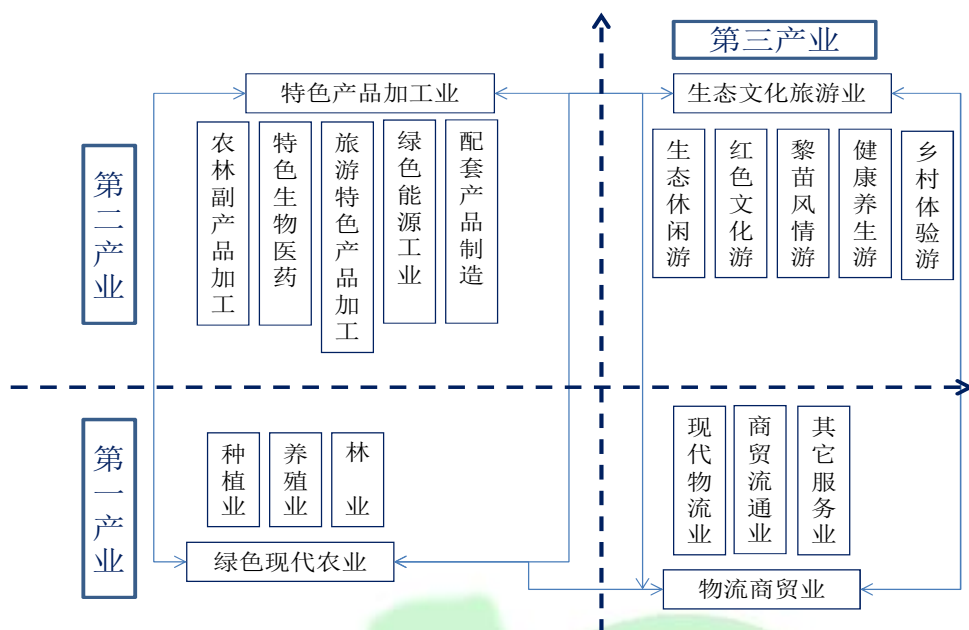 第三产业
特色产品加工业
生态文化旅游业
第二产业
农林副产品加工
特色生物医药
旅游特色产品加工
绿色能源工业
配套产品制造
生态休闲游
红色文化游
黎苗风情游
健康养生游
乡村体验游
第一产业
种植业
养殖业
林业
绿色现代农业
现代物流业
商贸流通业
其它服务业
物流商贸业